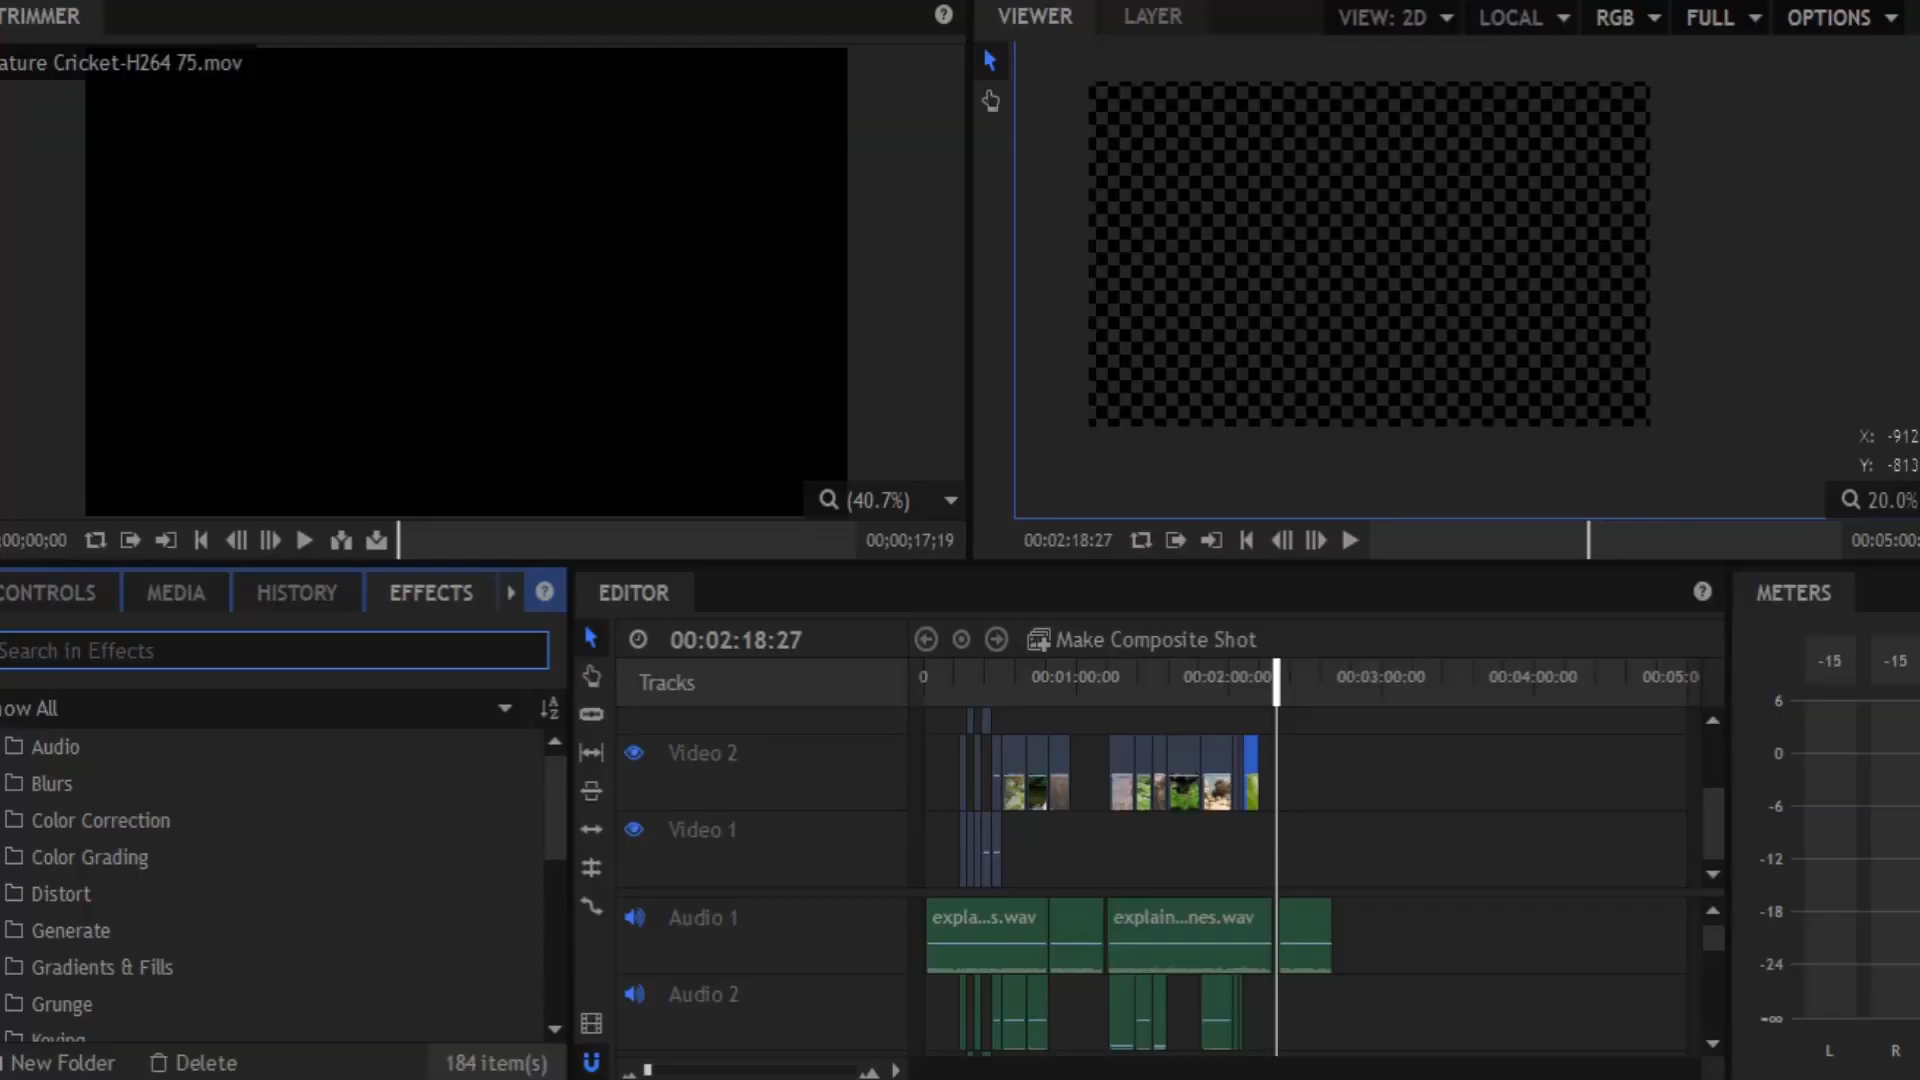 TRIMMER
ature Cricket-H264 75.mov
(40.7%)
;00;00;00
00;00;17;19
VIEWER
LAYER
VIEW: 2D
LOCAL
RGB
FULL
OPTIONS
X: -912
Y: -813
20.0%
00:02:18:27
00:05:00:
CONTROLS
MEDIA
HISTORY
EFFECTS
Search in Effects
ow All
Audio
Blurs
Color Correction
Color Grading
Distort
Generate
Gradients & Fills
Grunge
Keying
New Folder
Delete
184 item(s)
EDITOR
00:02:18:27
Make Composite Shot
Tracks
0
00:01:00:00
00:02:00:00
00:03:00:00
00:04:00:00
00:05:0
Video 2
Video 1
Audio 1
expla...s.wav
explain...nes.wav
Audio 2
METERS
-15
-15
6
0
-6
-12
-18
-24
-∞
L
R